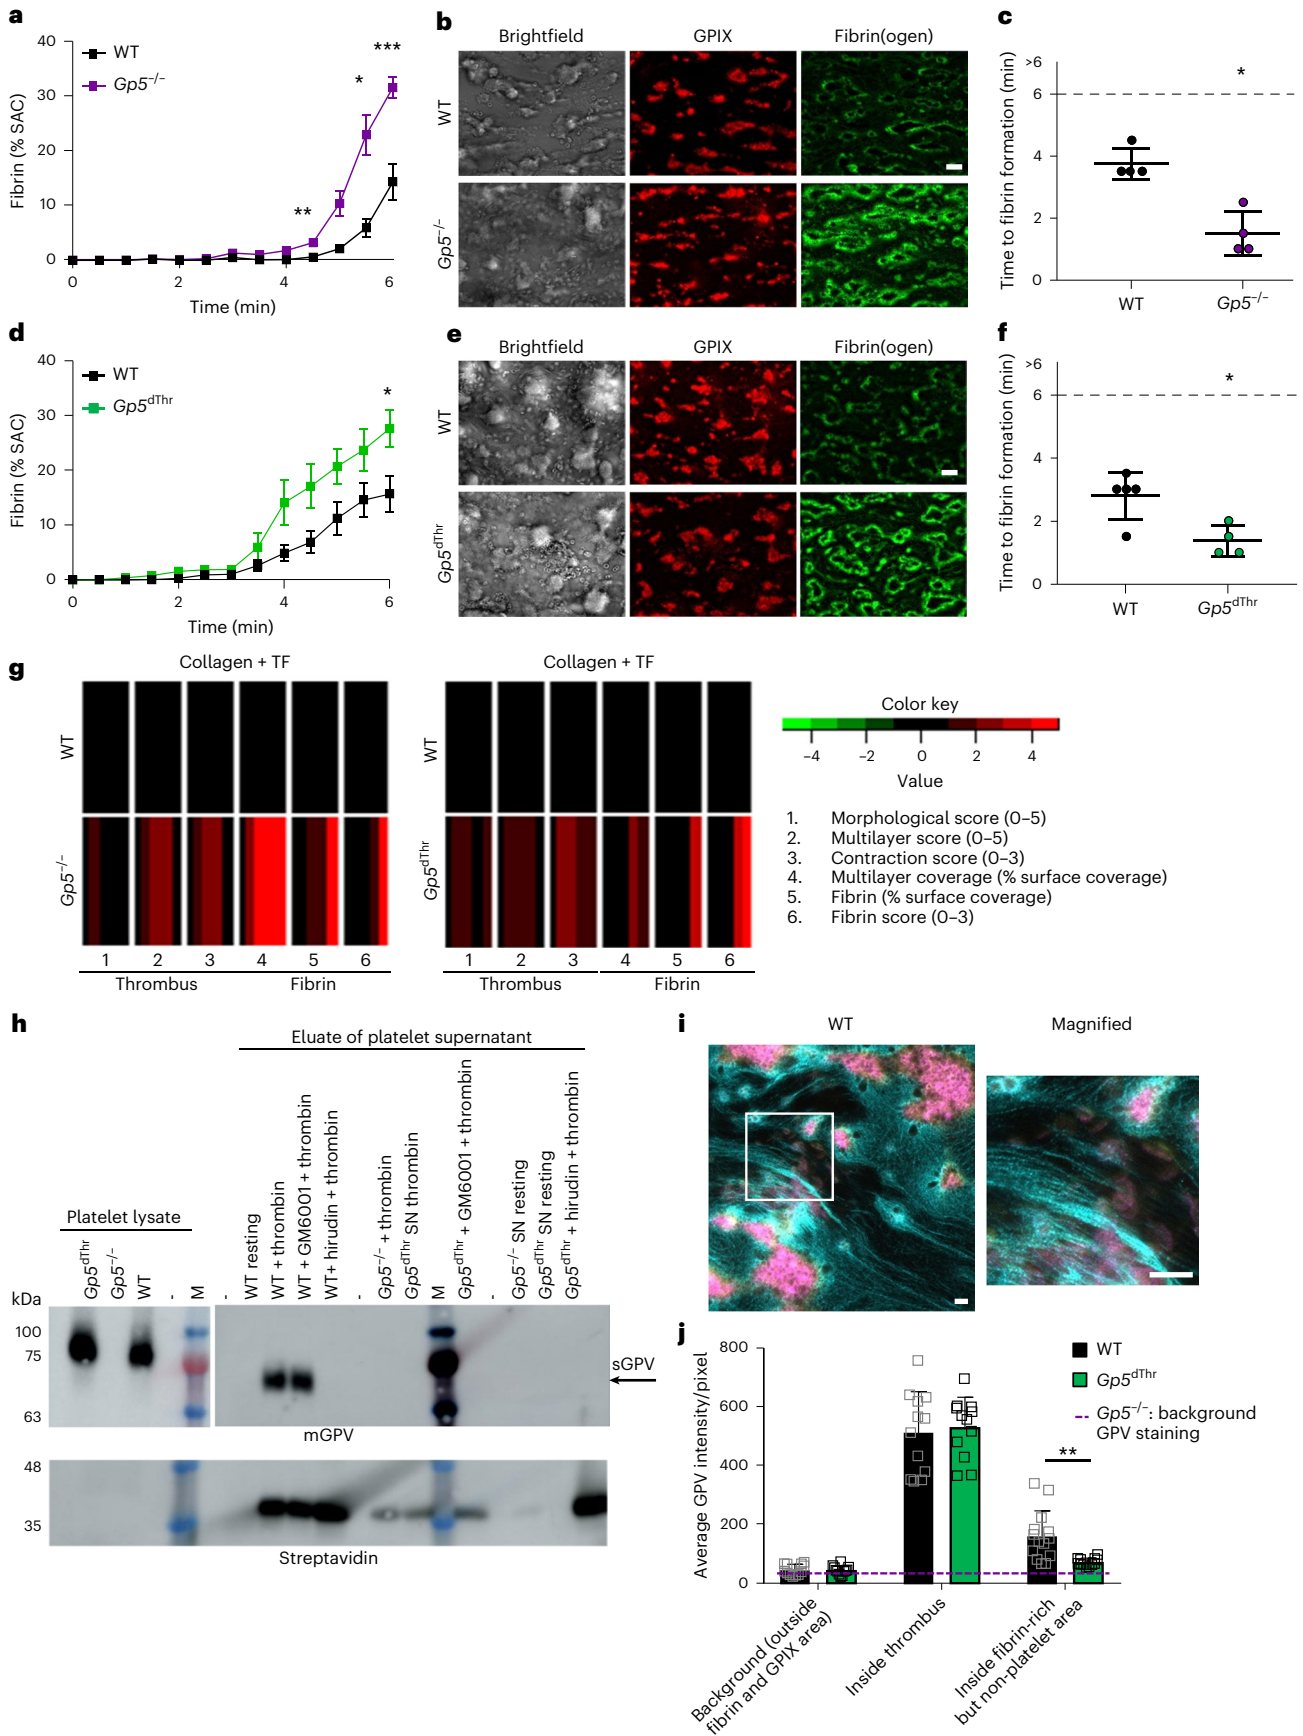 a
40
30
20
10
0
Fibrin (% SAC)
WT
Gp5−/−
**
*
***
0
2
4
6
Time (min)
b
Brightfield
GPIX
Fibrin(ogen)
WT
Gp5−/−
c
>6
6
4
2
0
Time to fibrin formation (min)
*
WT
Gp5−/−
d
40
30
20
10
0
Fibrin (% SAC)
WT
Gp5dThr
*
0
2
4
6
Time (min)
e
Brightfield
GPIX
Fibrin(ogen)
WT
Gp5dThr
f
>6
6
4
2
0
Time to fibrin formation (min)
*
WT
Gp5dThr
g
Collagen + TF
WT
Gp5−/−
1 2 3 4 5 6
Thrombus Fibrin
Collagen + TF
WT
Gp5dThr
1 2 3 4 5 6
Thrombus Fibrin
Color key
−4 −2 0 2 4
Value
1. Morphological score (0–5)
2. Multilayer score (0–5)
3. Contraction score (0–3)
4. Multilayer coverage (% surface coverage)
5. Fibrin (% surface coverage)
6. Fibrin score (0–3)
h
Eluate of platelet supernatant
Platelet lysate
Gp5dThr
Gp5−/−
WT
-
M
-
WT resting
WT + thrombin
WT + GM6001 + thrombin
WT+ hirudin + thrombin
-
Gp5−/− + thrombin
Gp5dThr SN thrombin
M
Gp5dThr + GM6001 + thrombin
-
Gp5−/− SN resting
Gp5dThr SN resting
Gp5dThr + hirudin + thrombin
kDa
100
75
63
sGPV
mGPV
48
35
Streptavidin
i
WT
Magnified
j
800
600
400
200
0
Average GPV intensity/pixel
WT
Gp5dThr
Gp5−/−: background
GPV staining
**
Background (outside
fibrin and GPIX area)
Inside thrombus
Inside fibrin-rich
but non-platelet area